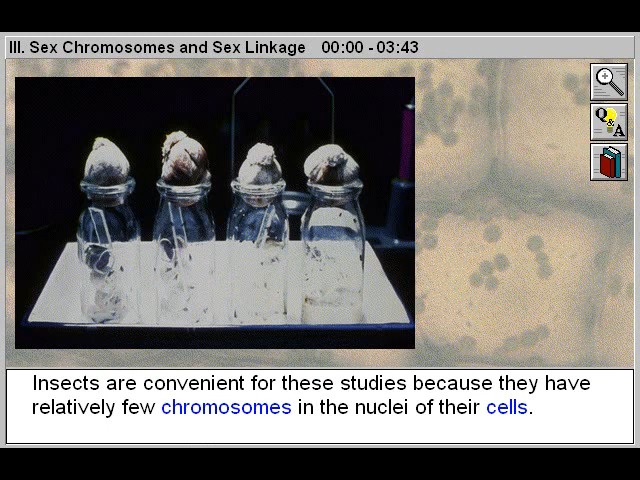 III. Sex Chromosomes and Sex Linkage 00:00 - 03:43
Q&A
Insects are convenient for these studies because they have
relatively few chromosomes in the nuclei of their cells.